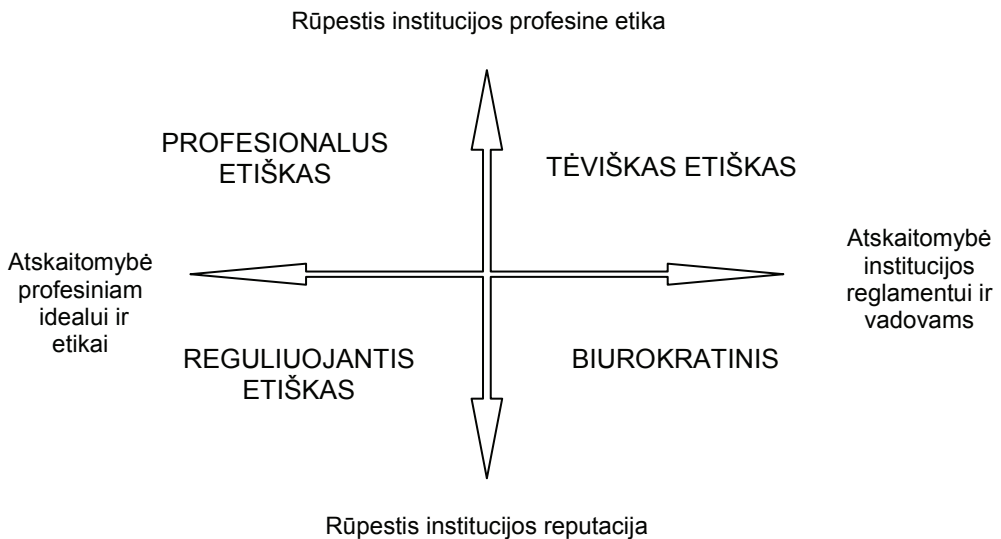 Rūpestis institucijos profesine etika
PROFESIONALUS
ETIŠKAS
TĖVIŠKAS ETIŠKAS
Atskaitomybė
profesiniam
idealui ir
etikai
Atskaitomybė
institucijos
reglamentui ir
vadovams
REGULIUOJANTIS
ETIŠKAS
BIUROKRATINIS
Rūpestis institucijos reputacija